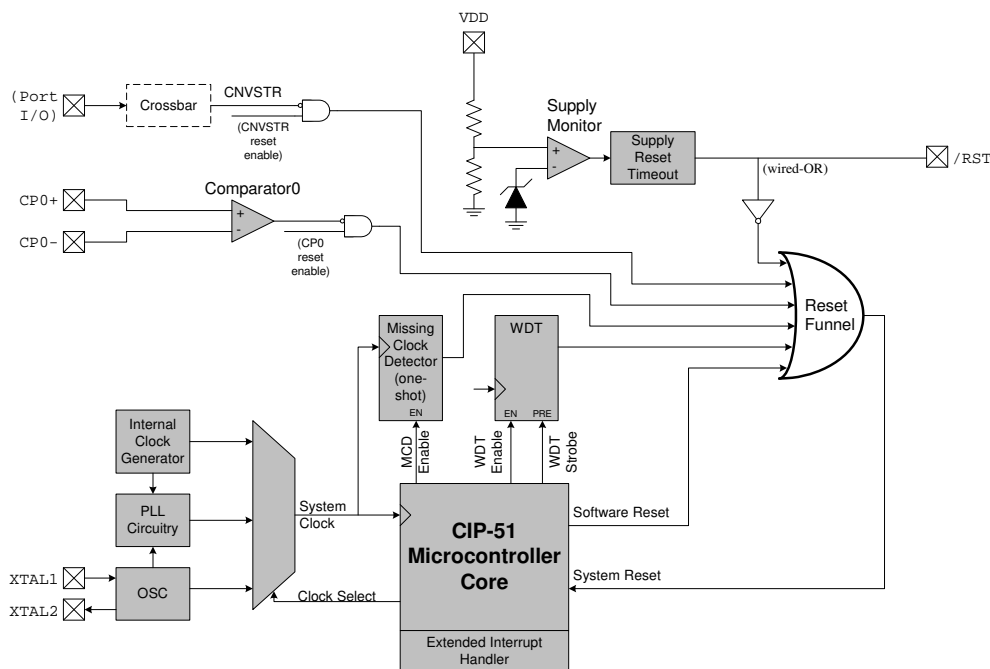 VDD
(Port
I/O)
Crossbar
CNVSTR
(CNVSTR
reset
enable)
Supply
Monitor
+
-
Supply
Reset
Timeout
(wired-OR)
/RST
CP0+
CP0-
Comparator0
+
-
(CP0
reset
enable)
Reset
Funnel
Missing
Clock
Detector
(one-
shot)
EN
WDT
EN
PRE
MCD
Enable
WDT
Enable
WDT
Strobe
Internal
Clock
Generator
PLL
Circuitry
OSC
XTAL1
XTAL2
System
Clock
Clock Select
CIP-51
Microcontroller
Core
Extended Interrupt
Handler
Software Reset
System Reset